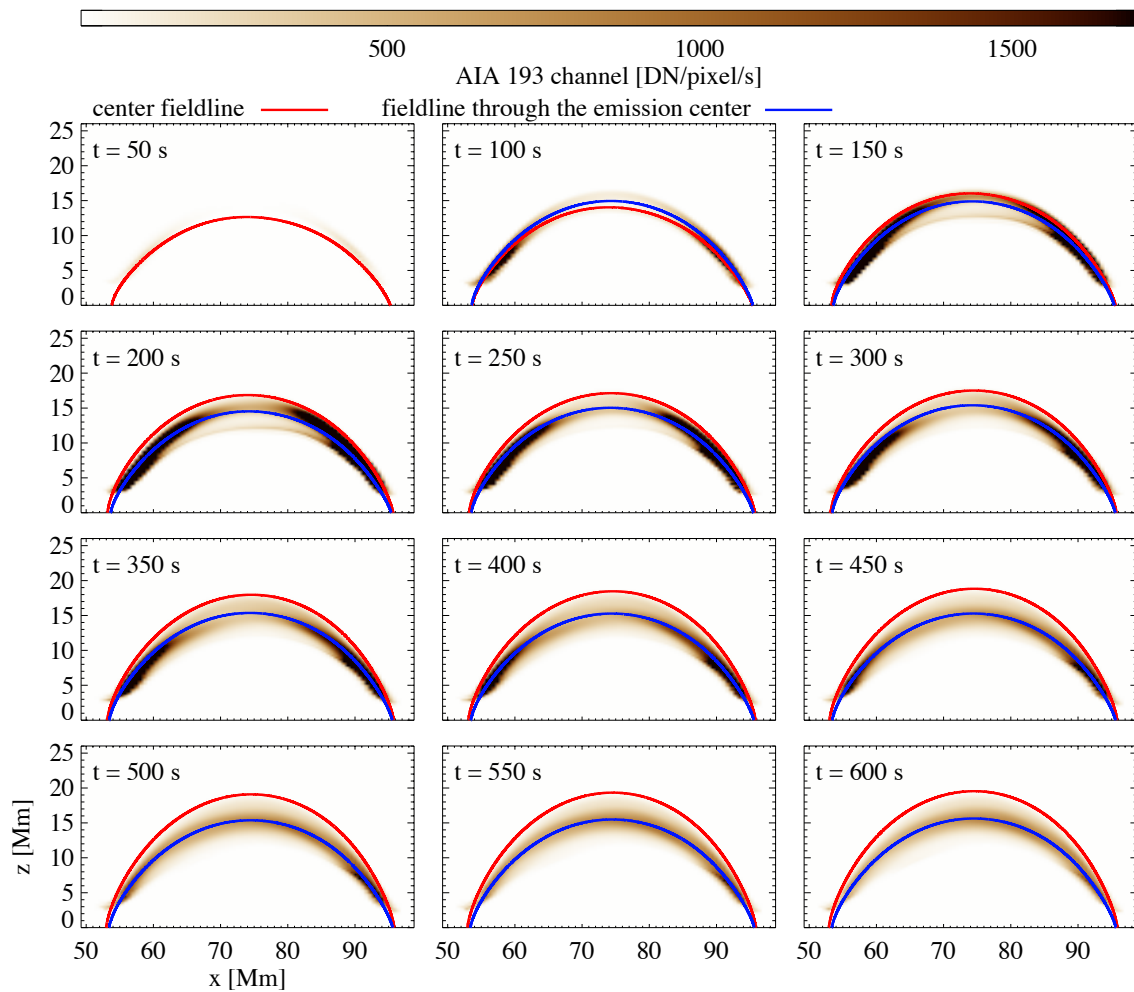 500 1000 1500
AIA 193 channel [DN/pixel/s]
center fieldline fieldline through the emission center
25 t = 50 s t = 100 s t = 150 s
20
15
10
5
0
25 t = 200 s t = 250 s t = 300 s
20
15
10
5
0
25 t = 350 s t = 400 s t = 450 s
20
15
10
5
0
25 t = 500 s t = 550 s t = 600 s
20
15
10
5
0
z [Mm]
50 60 70 80 90 50 60 70 80 90 50 60 70 80 90
x [Mm]